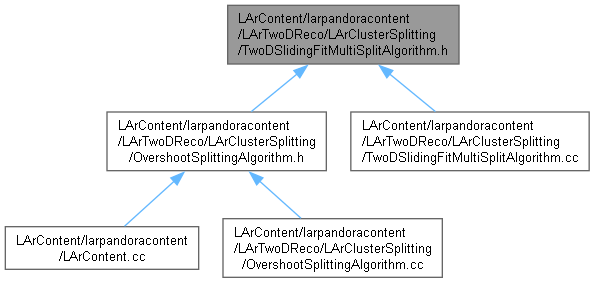 LArContent/larpandoracontent
/LArTwoDReco/LArClusterSplitting
/TwoDSlidingFitMultiSplitAlgorithm.h
LArContent/larpandoracontent
/LArTwoDReco/LArClusterSplitting
/OvershootSplittingAlgorithm.h
LArContent/larpandoracontent
/LArTwoDReco/LArClusterSplitting
/TwoDSlidingFitMultiSplitAlgorithm.cc
LArContent/larpandoracontent
/LArContent.cc
LArContent/larpandoracontent
/LArTwoDReco/LArClusterSplitting
/OvershootSplittingAlgorithm.cc